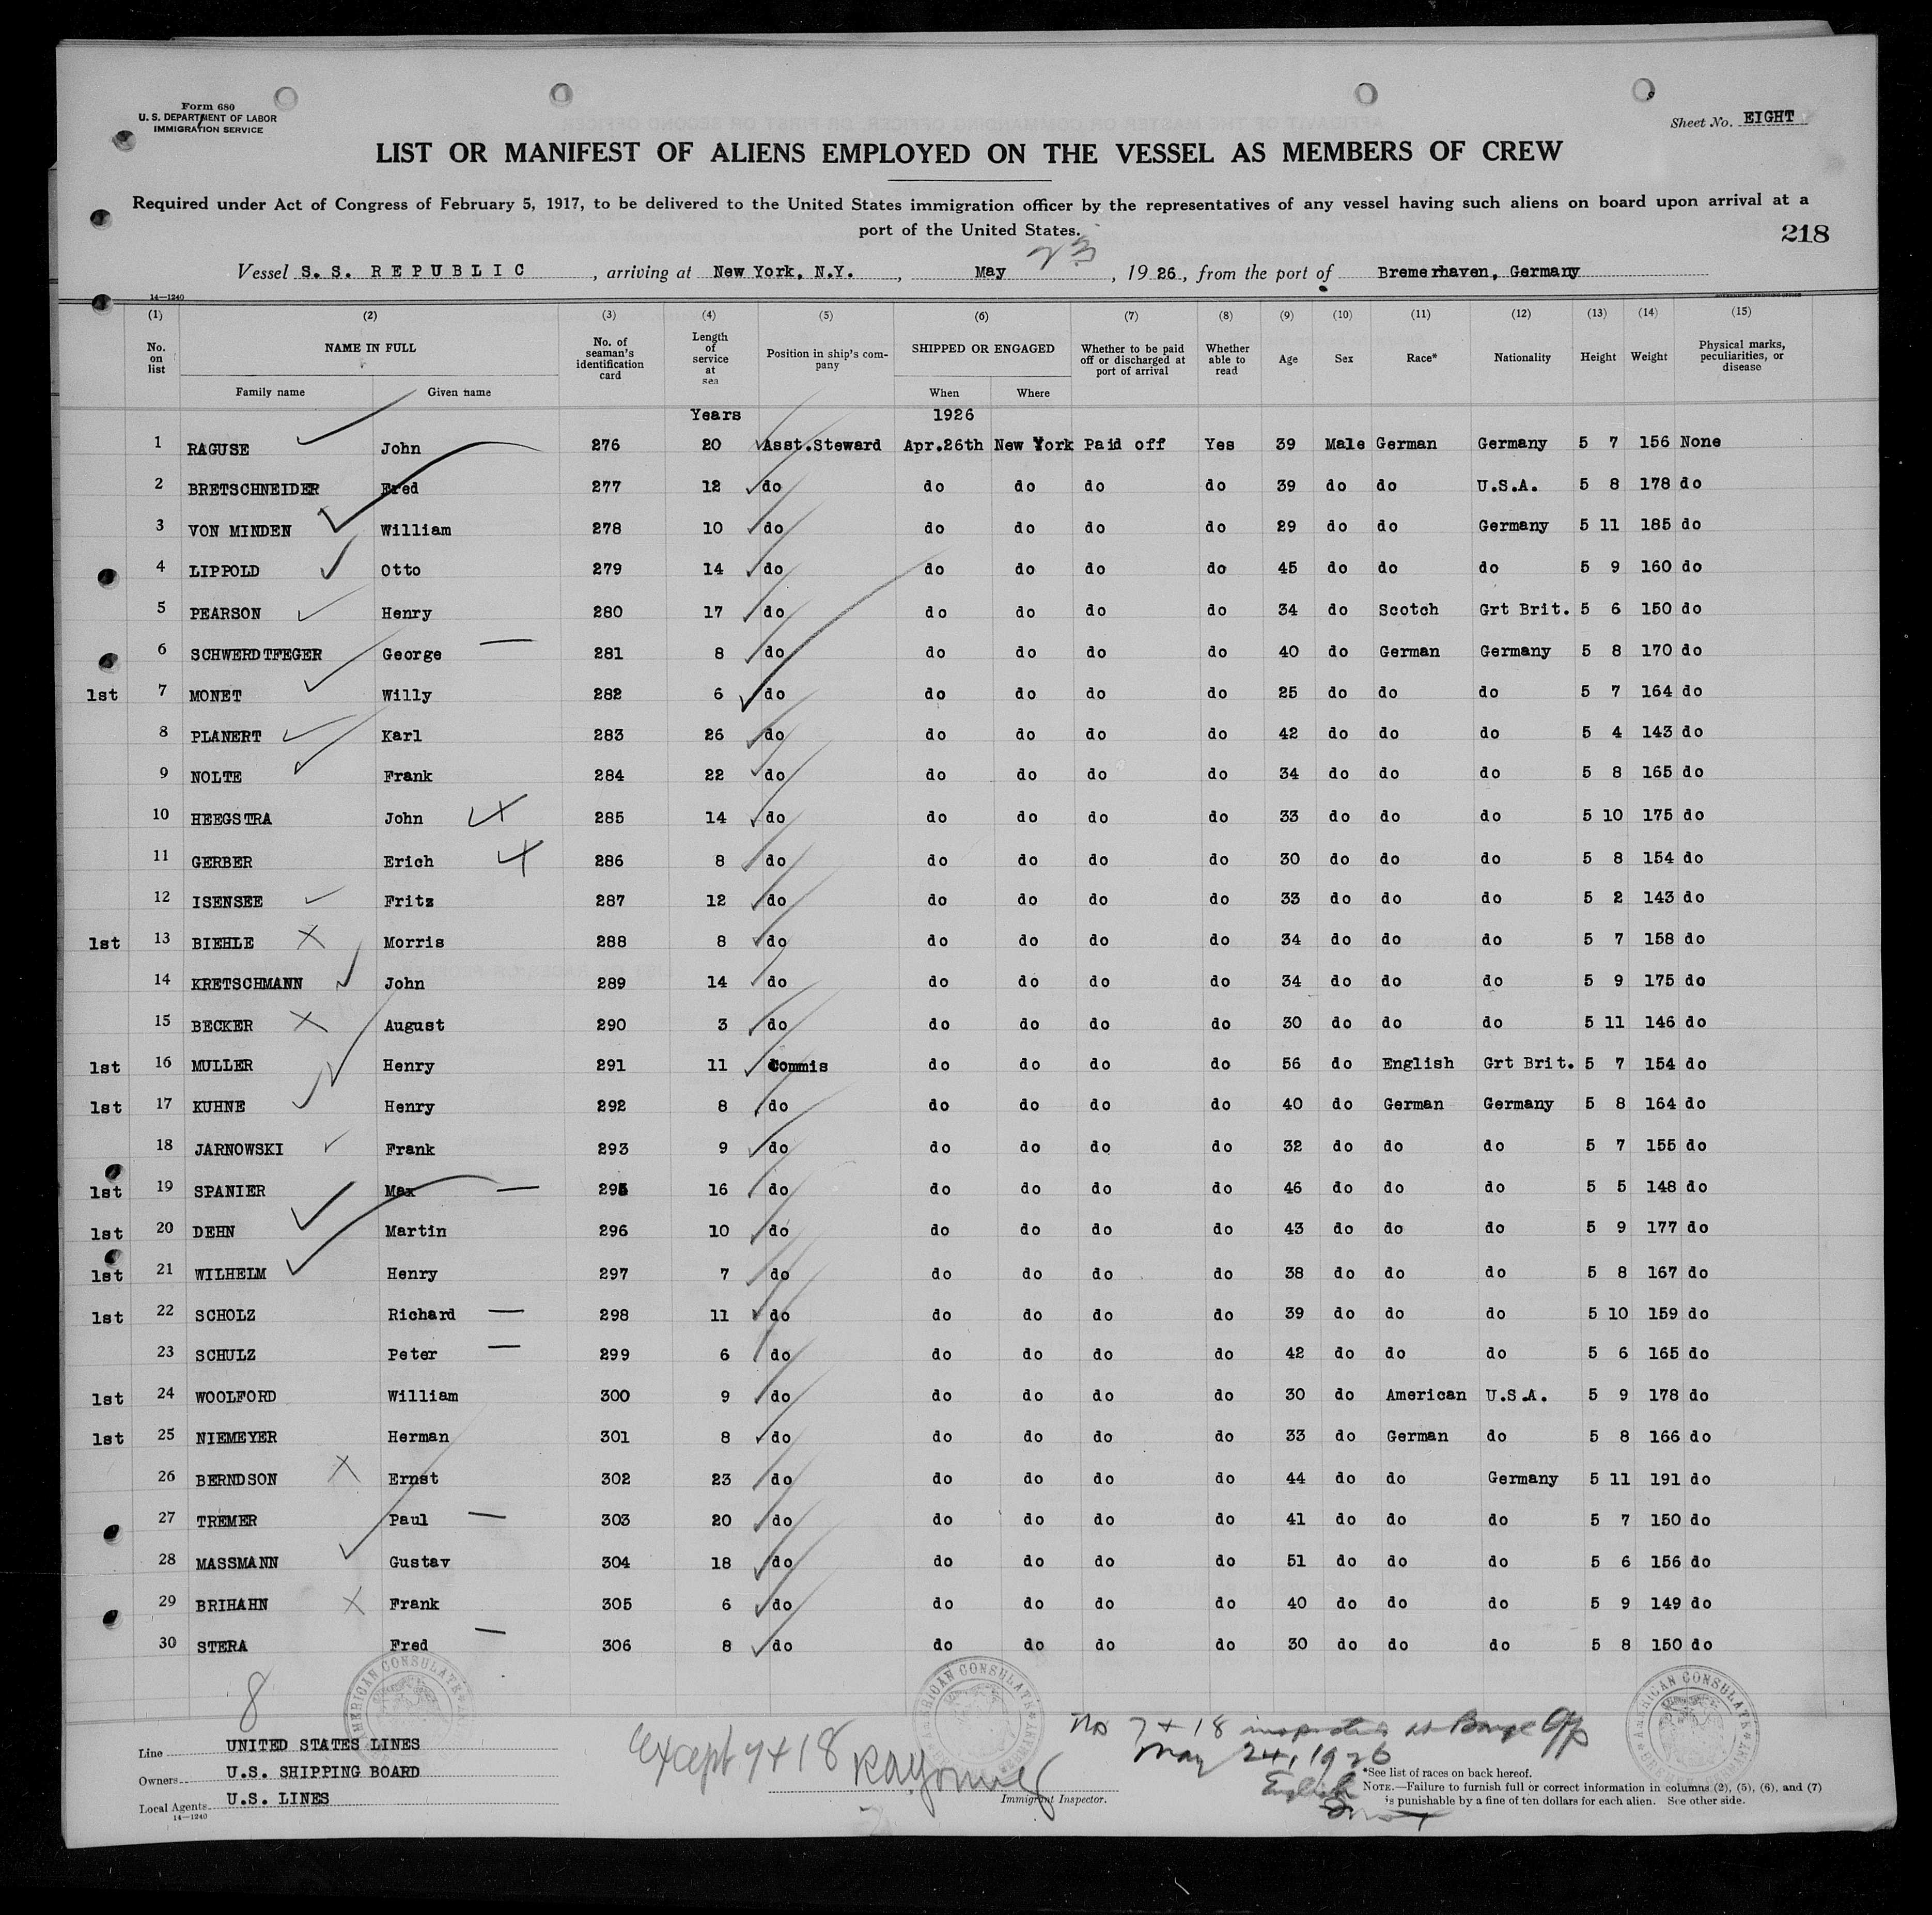 Form 680
U. S. DEPARTMENT OF LABOR
IMMIGRATION SERVICE
Sheet No. EIGHT
LIST OR MANIFEST OF ALIENS EMPLOYED ON THE VESSEL AS MEMBERS OF CREW
Required under Act of Congress of February 5, 1917, to be delivered to the United States immigration officer by the representatives of any vessel having such aliens on board upon arrival at a
port of the United States.
218
Vessel S. S. REPUBLIC, arriving at New York, N.Y., May 23, 1926, from the port of Bremerhaven, Germany
14—1240
(1) (2) (3) (4) (5) (6) (7) (8) (9) (10) (11) (12) (13) (14) (15)
No. on list NAME IN FULL No. of seaman's identification card Length of service at sea Position in ship's company SHIPPED OR ENGAGED Whether to be paid off or discharged at port of arrival Whether able to read Age Sex Race* Nationality Height Weight Physical marks, peculiarities, or disease
Family name Given name When Where
Years 1926
1 RAGUSE John 276 20 Asst.Steward Apr.26th New York Paid off Yes 39 Male German Germany 5 7 156 None
2 BRETSCHNEIDER Fred 277 12 do do do do do 39 do do U.S.A. 5 8 178 do
3 VON MINDEN William 278 10 do do do do do 29 do do Germany 5 11 185 do
4 LIPPOLD Otto 279 14 do do do do do 45 do do do 5 9 160 do
5 PEARSON Henry 280 17 do do do do do 34 do Scotch Grt Brit. 5 6 150 do
6 SCHWERDTFEGER George 281 8 do do do do do 40 do German Germany 5 8 170 do
1st 7 MONET Willy 282 6 do do do do do 25 do do do 5 7 164 do
8 PLANERT Karl 283 26 do do do do do 42 do do do 5 4 143 do
9 NOLTE Frank 284 22 do do do do do 34 do do do 5 8 165 do
10 HEEGSTRA John 285 14 do do do do do 33 do do do 5 10 175 do
11 GERBER Erich 286 8 do do do do do 30 do do do 5 8 154 do
12 ISENSEE Fritz 287 12 do do do do do 33 do do do 5 2 143 do
1st 13 BIEHLE Morris 288 8 do do do do do 34 do do do 5 7 158 do
14 KRETSCHMANN John 289 14 do do do do do 34 do do do 5 9 175 do
15 BECKER August 290 3 do do do do do 30 do do do 5 11 146 do
1st 16 MULLER Henry 291 11 Commis do do do do 56 do English Grt Brit. 5 7 154 do
1st 17 KUHNE Henry 292 8 do do do do do 40 do German Germany 5 8 164 do
18 JARNOWSKI Frank 293 9 do do do do do 32 do do do 5 7 155 do
1st 19 SPANIER Max 295 16 do do do do do 46 do do do 5 5 148 do
1st 20 DEHN Martin 296 10 do do do do do 43 do do do 5 9 177 do
1st 21 WILHELM Henry 297 7 do do do do do 38 do do do 5 8 167 do
1st 22 SCHOLZ Richard 298 11 do do do do do 39 do do do 5 10 159 do
23 SCHULZ Peter 299 6 do do do do do 42 do do do 5 6 165 do
1st 24 WOOLFORD William 300 9 do do do do do 30 do American U.S.A. 5 9 178 do
1st 25 NIEMEYER Herman 301 8 do do do do do 33 do German do 5 8 166 do
26 BERNDSON Ernst 302 23 do do do do do 44 do do Germany 5 11 191 do
27 TREMER Paul 303 20 do do do do do 41 do do do 5 7 150 do
28 MASSMANN Gustav 304 18 do do do do do 51 do do do 5 6 156 do
29 BRIHAHN Frank 305 6 do do do do do 40 do do do 5 9 149 do
30 STERA Fred 306 8 do do do do do 30 do do do 5 8 150 do
8
AMERICAN CONSULATE
AMERICAN CONSULATE
AMERICAN CONSULATE
Line UNITED STATES LINES
Owners U.S. SHIPPING BOARD
Local Agents U.S. LINES
14—1240
Except 7 + 18
Immigrant Inspector.
No 7 + 18 inspected at Barge Off
May 24, 1926
*See list of races on back hereof.
NOTE.—Failure to furnish full or correct information in columns (2), (5), (6), and (7)
is punishable by a fine of ten dollars for each alien. See other side.